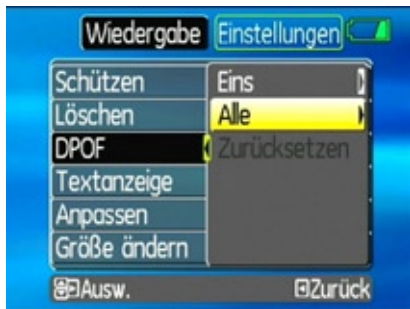 Wiedergabe Einstellungen
Schützen Eins
Löschen Alle
DPOF Zurücksetzen
Textanzeige
Anpassen
Größe ändern
Ausw. Zurück